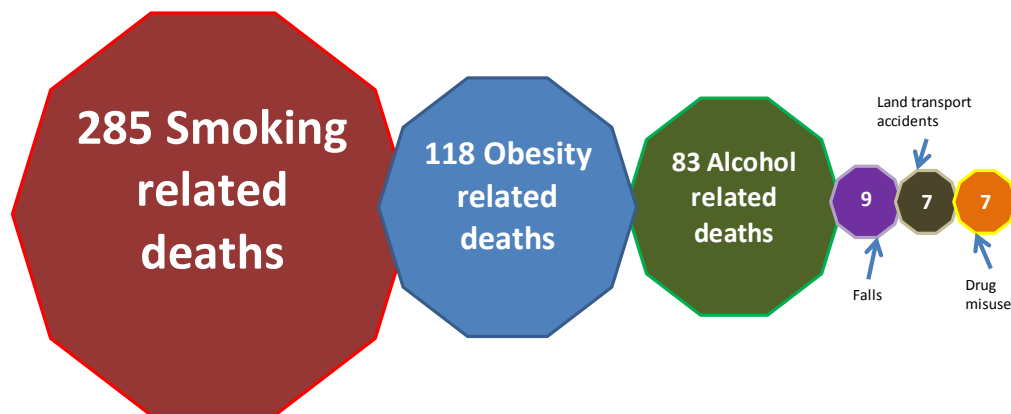 285 Smoking
related
deaths
118 Obesity
related
deaths
83 Alcohol
related
deaths
Land transport
accidents
9
7
7
Falls
Drug
misuse